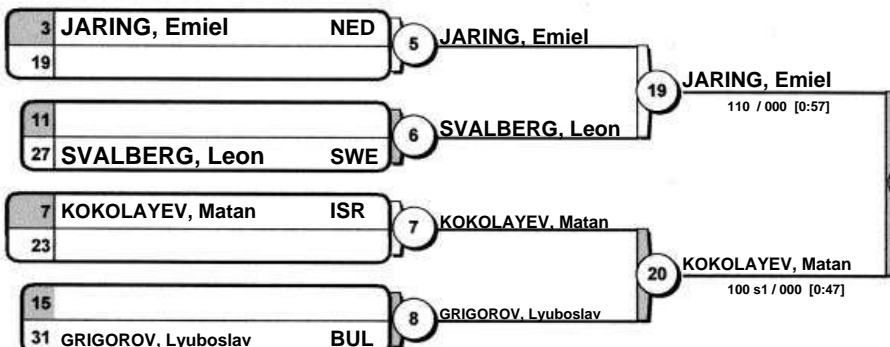 3 JARING, Emiel NED
19
5 JARING, Emiel
11
27 SVALBERG, Leon SWE
6 SVALBERG, Leon
19 JARING, Emiel
110 / 000 [0:57]
7 KOKOLAYEV, Matan ISR
23
7 KOKOLAYEV, Matan
15
31 GRIGOROV, Lyuboslav BUL
8 GRIGOROV, Lyuboslav
20 KOKOLAYEV, Matan
100 s1 / 000 [0:47]